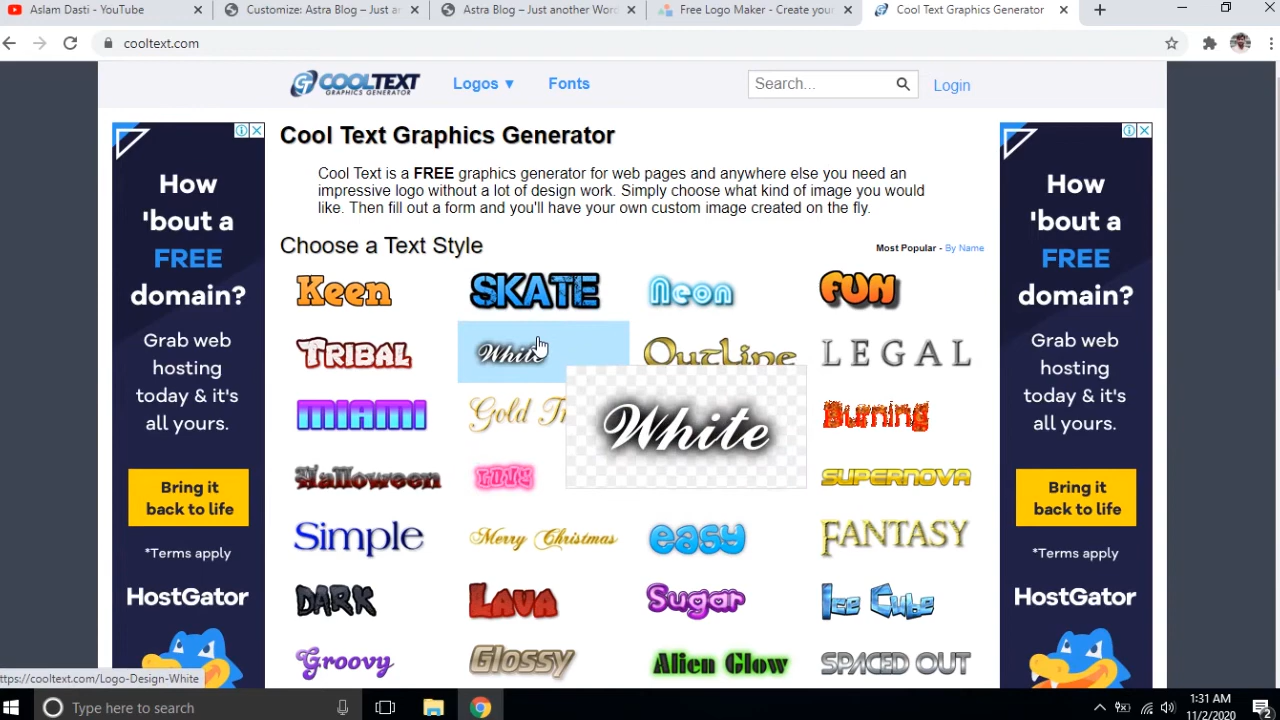 Aslam Dasti - YouTube
Customize: Astra Blog – Just an
Astra Blog – Just another Wor
Free Logo Maker - Create your
Cool Text Graphics Generator
cooltext.com
COOLTEXT
GRAPHICS GENERATOR
Logos ▼
Fonts
Search...
Login
How
'bout a
FREE
domain?
Grab web
hosting
today & it's
all yours.
Bring it
back to life
*Terms apply
HostGator
Cool Text Graphics Generator
Cool Text is a FREE graphics generator for web pages and anywhere else you need an
impressive logo without a lot of design work. Simply choose what kind of image you would
like. Then fill out a form and you'll have your own custom image created on the fly.
Choose a Text Style
Most Popular - By Name
Keen
SKATE
Neon
FUN
TRIBAL
White
Outline
LEGAL
MIAMI
Gold
White
Burning
Halloween
SUPERNOVA
Simple
Merry Christmas
easy
FANTASY
DARK
LAVA
Sugar
Ice Cube
Groovy
Glossy
Alien Glow
SPACED OUT
How
'bout a
FREE
domain?
Grab web
hosting
today & it's
all yours.
Bring it
back to life
*Terms apply
HostGator
ttps://cooltext.com/Logo-Design-Whi
Type here to search
1:31 AM
11/2/2020
2